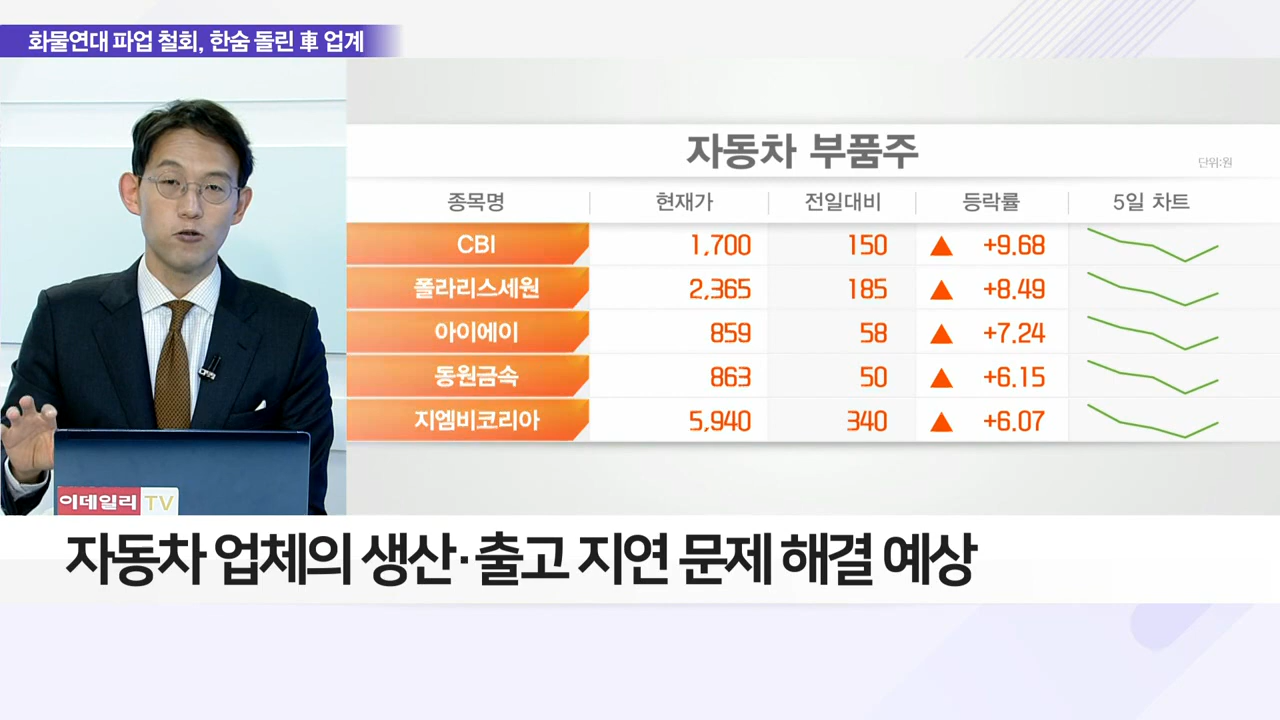 화물연대 파업 철회, 한숨 돌린 車 업계
자동차 부품주
단위:원
종목명 현재가 전일대비 등락률 5일 차트
CBI 1,700 150 ▲ +9.68
폴라리스세원 2,365 185 ▲ +8.49
아이에이 859 58 ▲ +7.24
동원금속 863 50 ▲ +6.15
지엠비코리아 5,940 340 ▲ +6.07
이데일리 TV
자동차 업체의 생산·출고 지연 문제 해결 예상